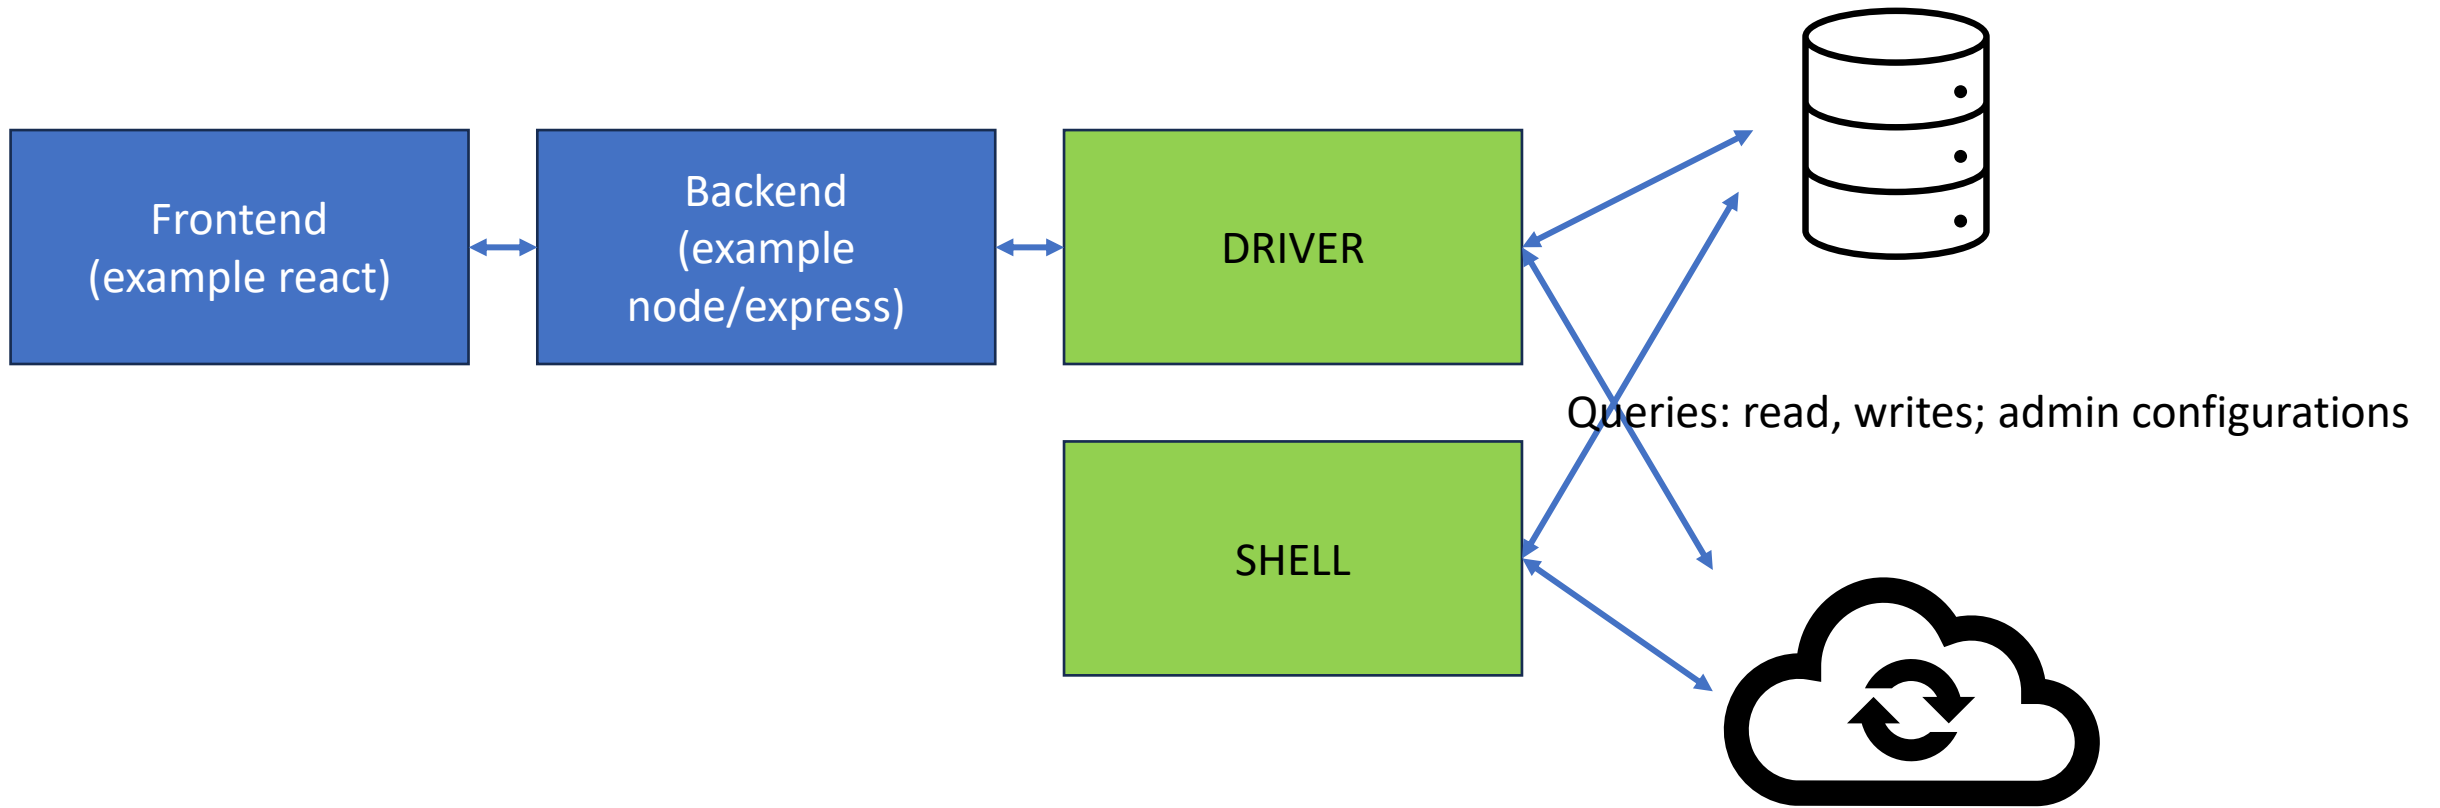 Frontend
(example react)
Backend
(example
node/express)
DRIVER
Queries: read, writes; admin configurations
SHELL